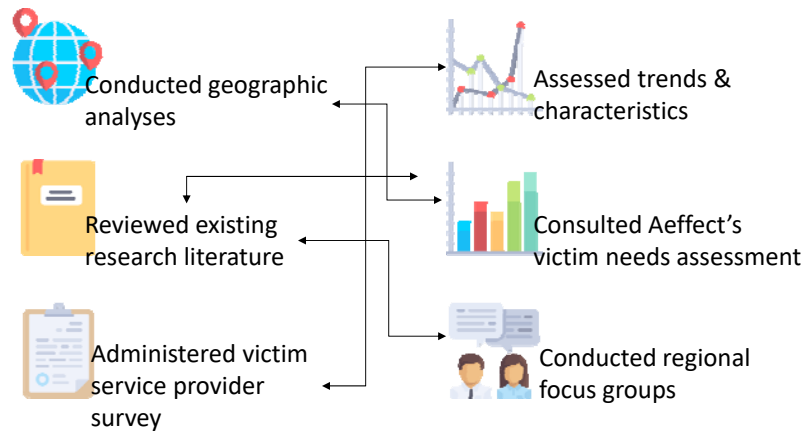 Conducted geographic
analyses
Assessed trends &
characteristics
Reviewed existing
research literature
Consulted Aeffect’s
victim needs assessment
Administered victim
service provider
survey
Conducted regional
focus groups